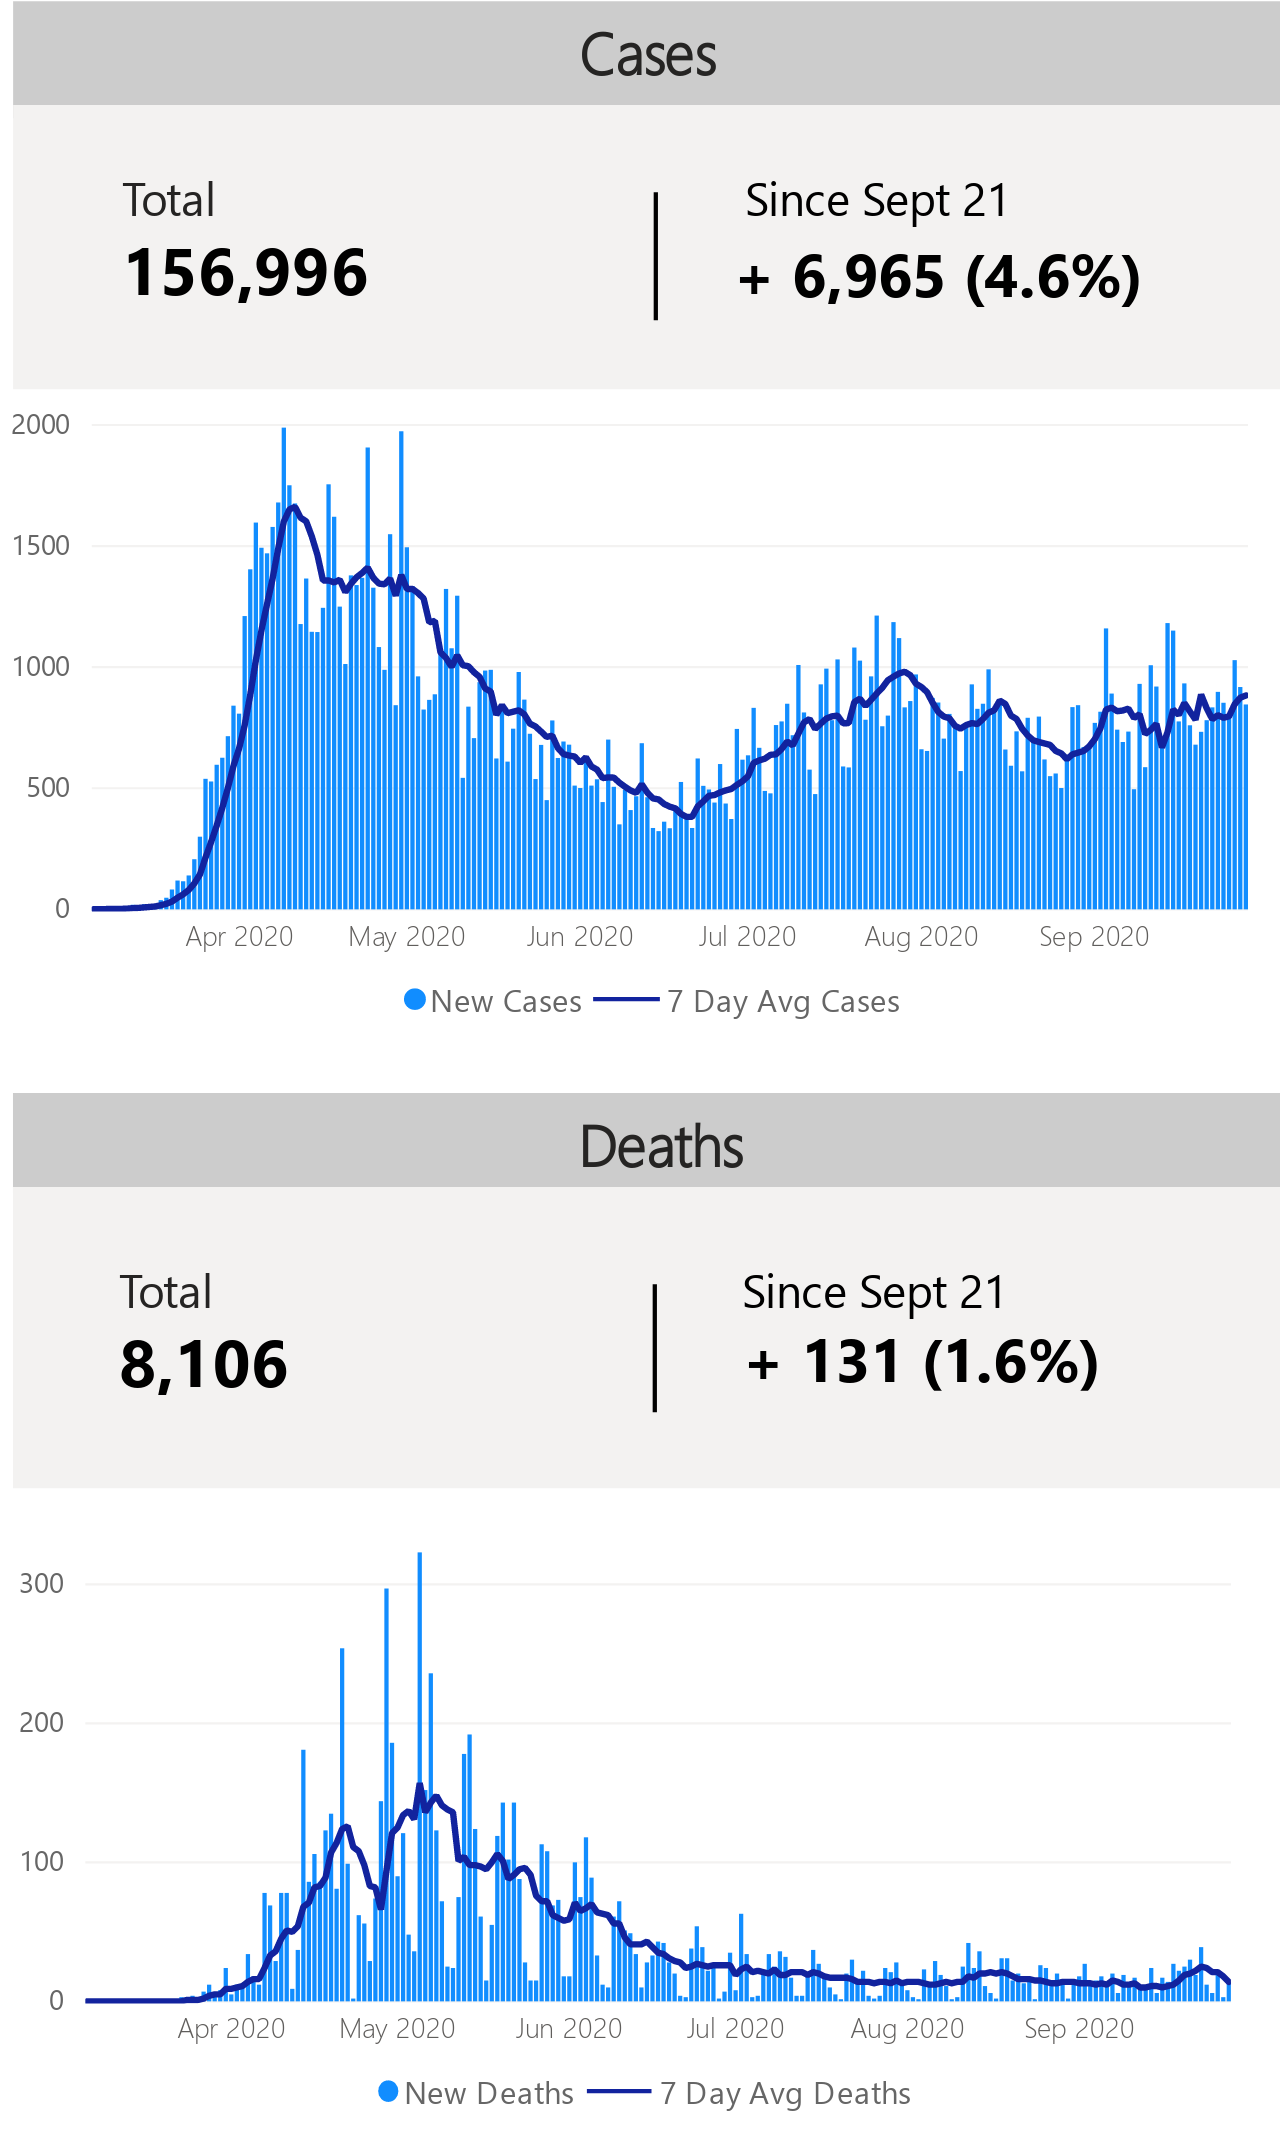 Cases
Total
Since Sept 21
156,996
+ 6,965 (4.6%)
2000
1500
1000
500
0
Apr 2020 May 2020 Jun 2020 Jul 2020 Aug 2020 Sep 2020
New Cases 7 Day Avg Cases
Deaths
Total
Since Sept 21
8,106
+ 131 (1.6%)
300
200
100
0
Apr 2020 May 2020 Jun 2020 Jul 2020 Aug 2020 Sep 2020
New Deaths 7 Day Avg Deaths